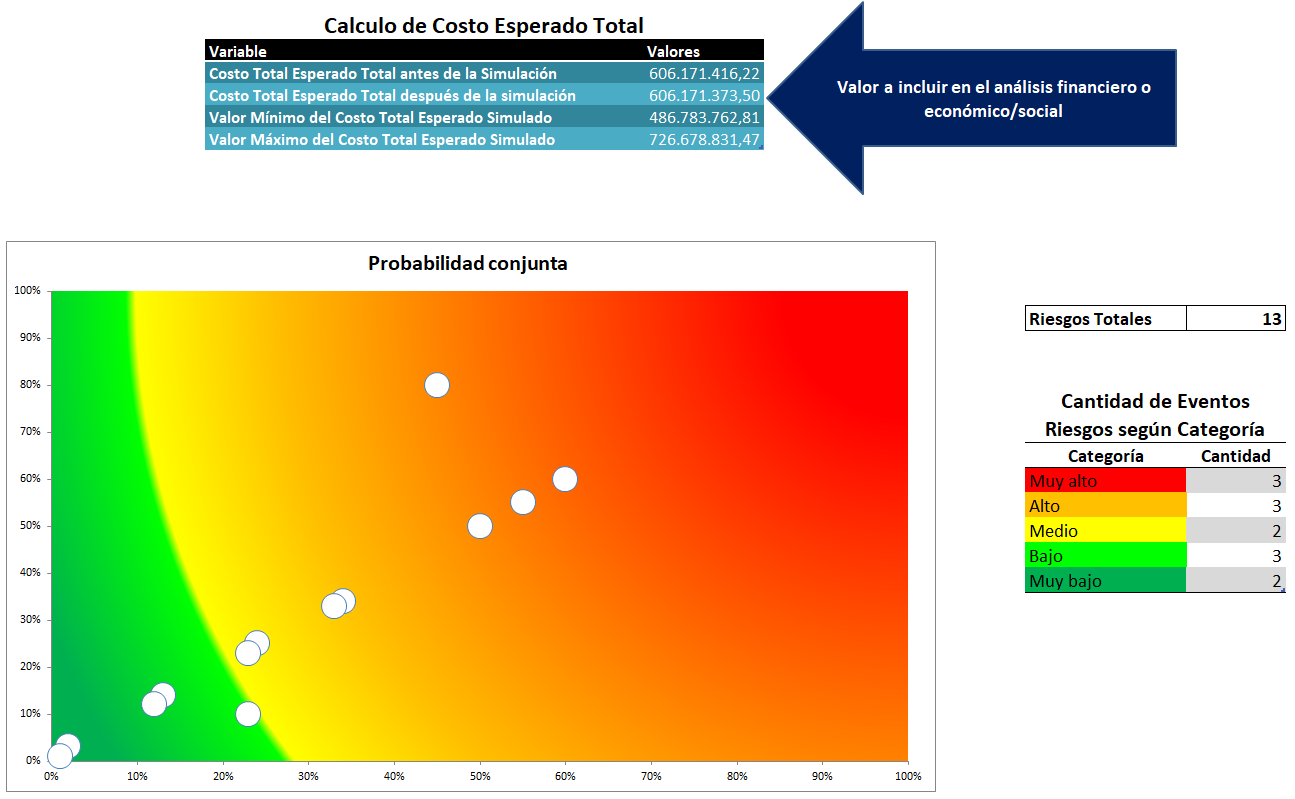 Calculo de Costo Esperado Total
Variable Valores
Costo Total Esperado Total antes de la Simulación 606.171.416,22
Costo Total Esperado Total después de la simulación 606.171.373,50
Valor Mínimo del Costo Total Esperado Simulado 486.783.762,81
Valor Máximo del Costo Total Esperado Simulado 726.678.831,47
Valor a incluir en el análisis financiero o
económico/social
Probabilidad conjunta
100%
90%
80%
70%
60%
50%
40%
30%
20%
10%
0%
0% 10% 20% 30% 40% 50% 60% 70% 80% 90% 100%
Riesgos Totales 13
Cantidad de Eventos
Riesgos según Categoría
Categoría Cantidad
Muy alto 3
Alto 3
Medio 2
Bajo 3
Muy bajo 2